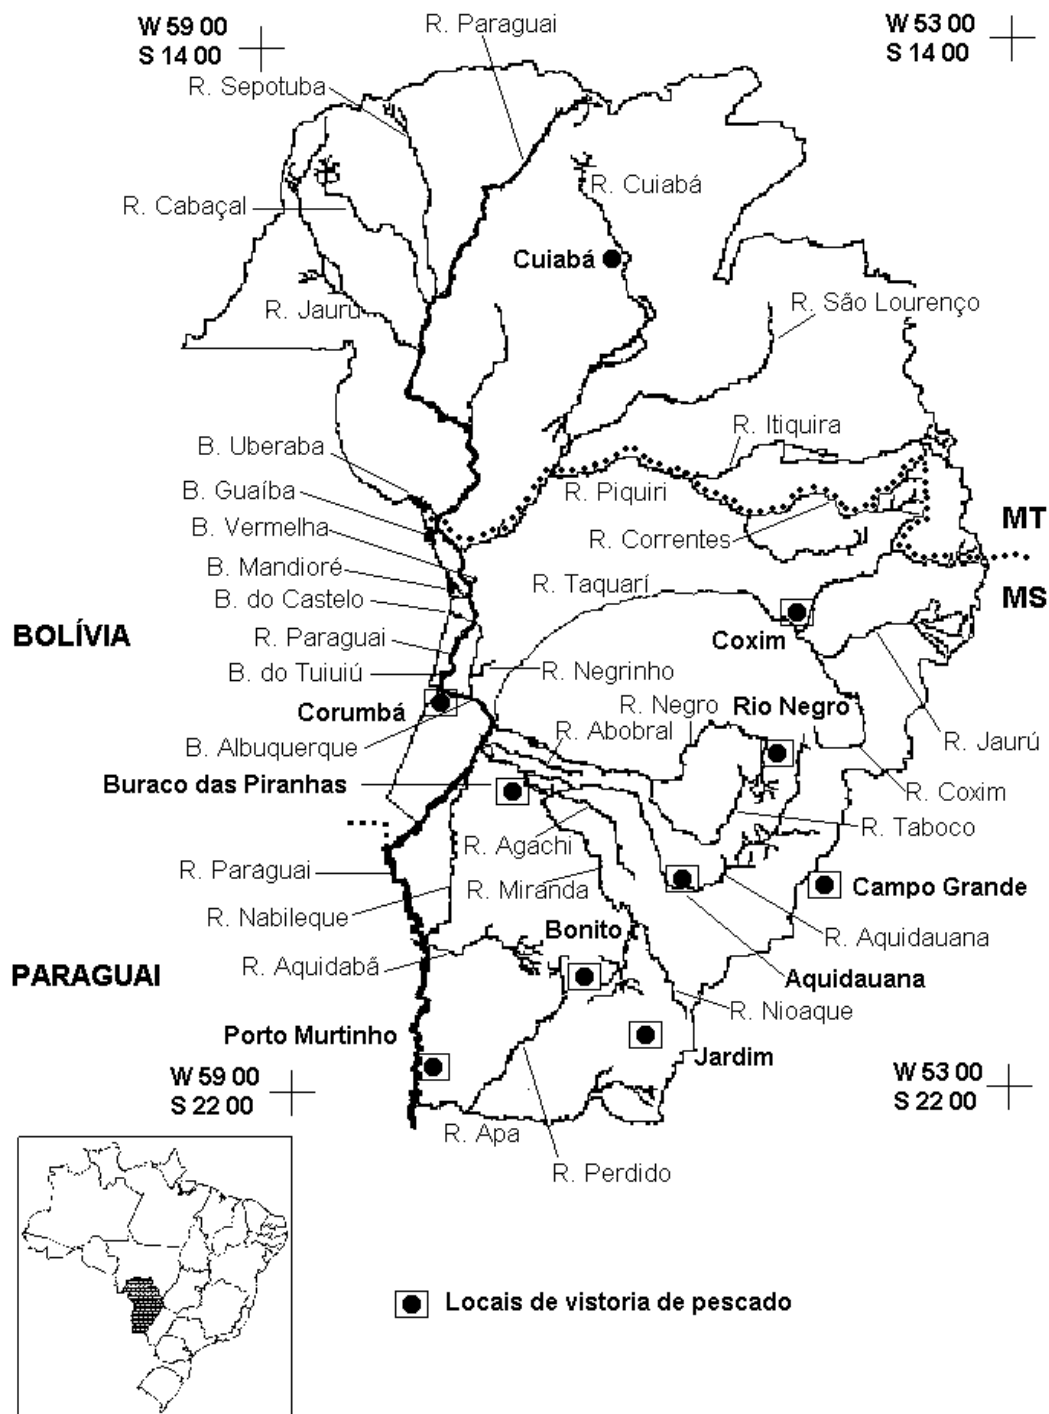 W 59 00
S 14 00
R. Paraguai
W 53 00
S 14 00
R. Sepotuba
R. Cuiabá
R. Cabaçal
Cuiabá
R. Jaurú
R. São Lourenço
R. Itiquira
B. Uberaba
B. Guaíba
R. Piquiri
B. Vermelha
R. Correntes
MT
B. Mandioré
R. Taquarí
MS
B. do Castelo
BOLÍVIA
R. Paraguai
Coxim
B. do Tuiuiú
R. Negrinho
Corumbá
R. Negro
Rio Negro
B. Albuquerque
R. Abobral
R. Jaurú
Buraco das Piranhas
R. Coxim
R. Taboco
R. Agachi
R. Paraguai
R. Miranda
Campo Grande
R. Nabileque
Bonito
R. Aquidauana
R. Aquidabã
PARAGUAI
Aquidauana
R. Nioaque
Porto Murtinho
Jardim
W 59 00
S 22 00
W 53 00
S 22 00
R. Apa
R. Perdido
Locais de vistoria de pescado